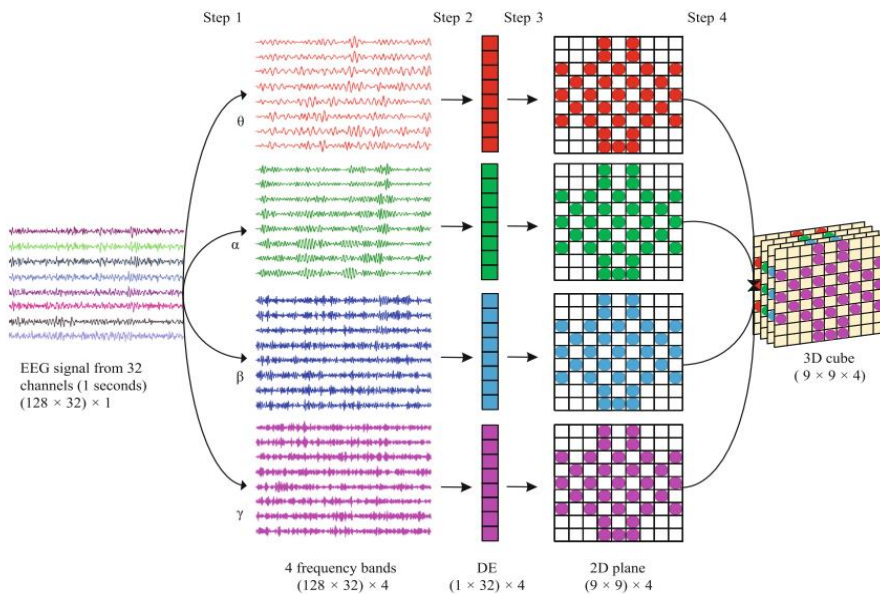 Step 1
Step 2
Step 3
Step 4
θ
α
β
γ
EEG signal from 32
channels (1 seconds)
(128 × 32) × 1
3D cube
(9 × 9 × 4)
4 frequency bands
(128 × 32) × 4
DE
(1 × 32) × 4
2D plane
(9 × 9) × 4